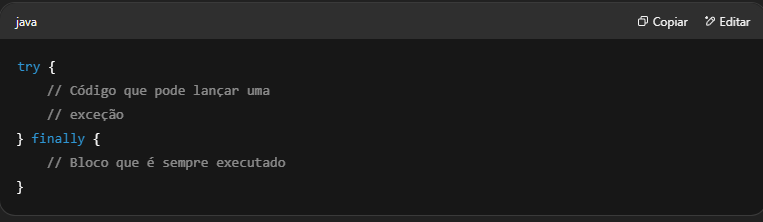 java
Copiar
Editar
try {
// Código que pode lançar uma
// exceção
} finally {
// Bloco que é sempre executado
}